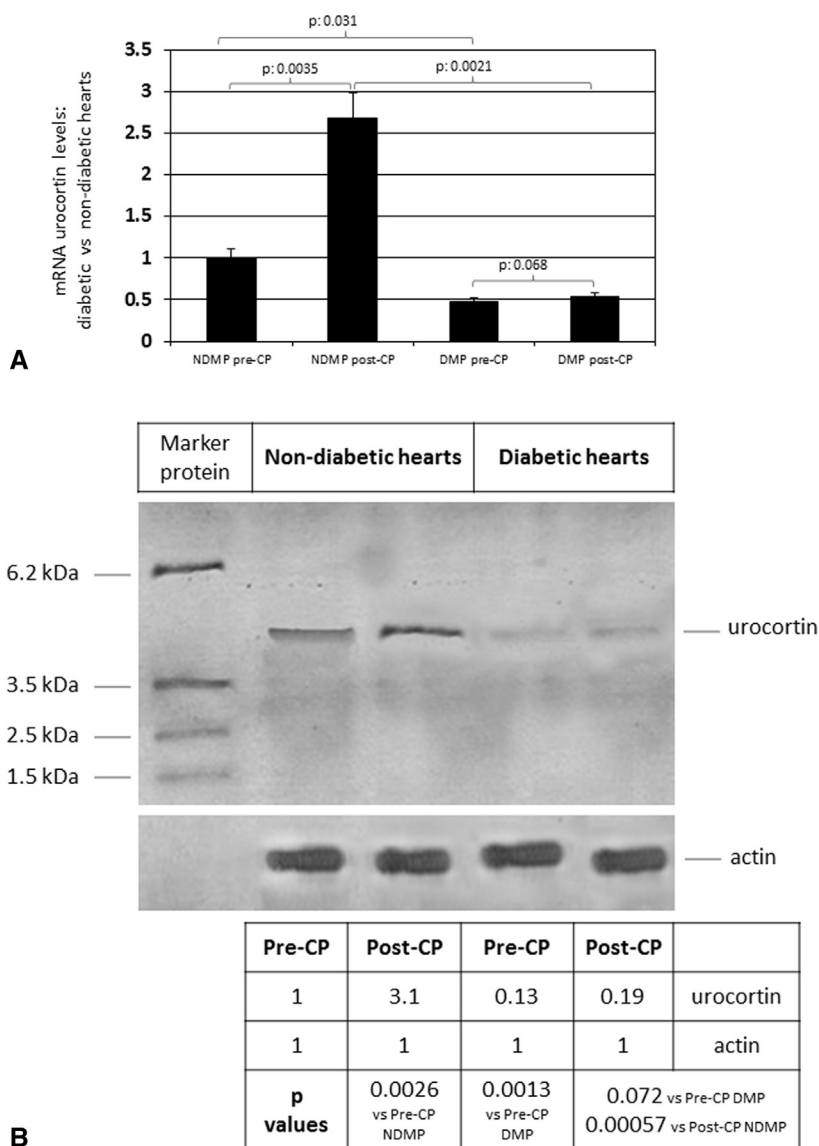 p: 0.031
3.5
p: 0.0035
p: 0.0021
3
2.5
2
1.5
1
0.5
0
p: 0.068
mRNA urocortin levels:
diabetic vs non-diabetic hearts
NDMP pre-CP
NDMP post-CP
DMP pre-CP
DMP post-CP
A
Marker
protein
Non-diabetic hearts
Diabetic hearts
6.2 kDa
urocortin
3.5 kDa
2.5 kDa
1.5 kDa
actin
Pre-CP
Post-CP
Pre-CP
Post-CP
1
3.1
0.13
0.19
urocortin
1
1
1
1
actin
p
values
0.0026
vs Pre-CP
NDMP
0.0013
vs Pre-CP
DMP
0.072 vs Pre-CP DMP
0.00057 vs Post-CP NDMP
B